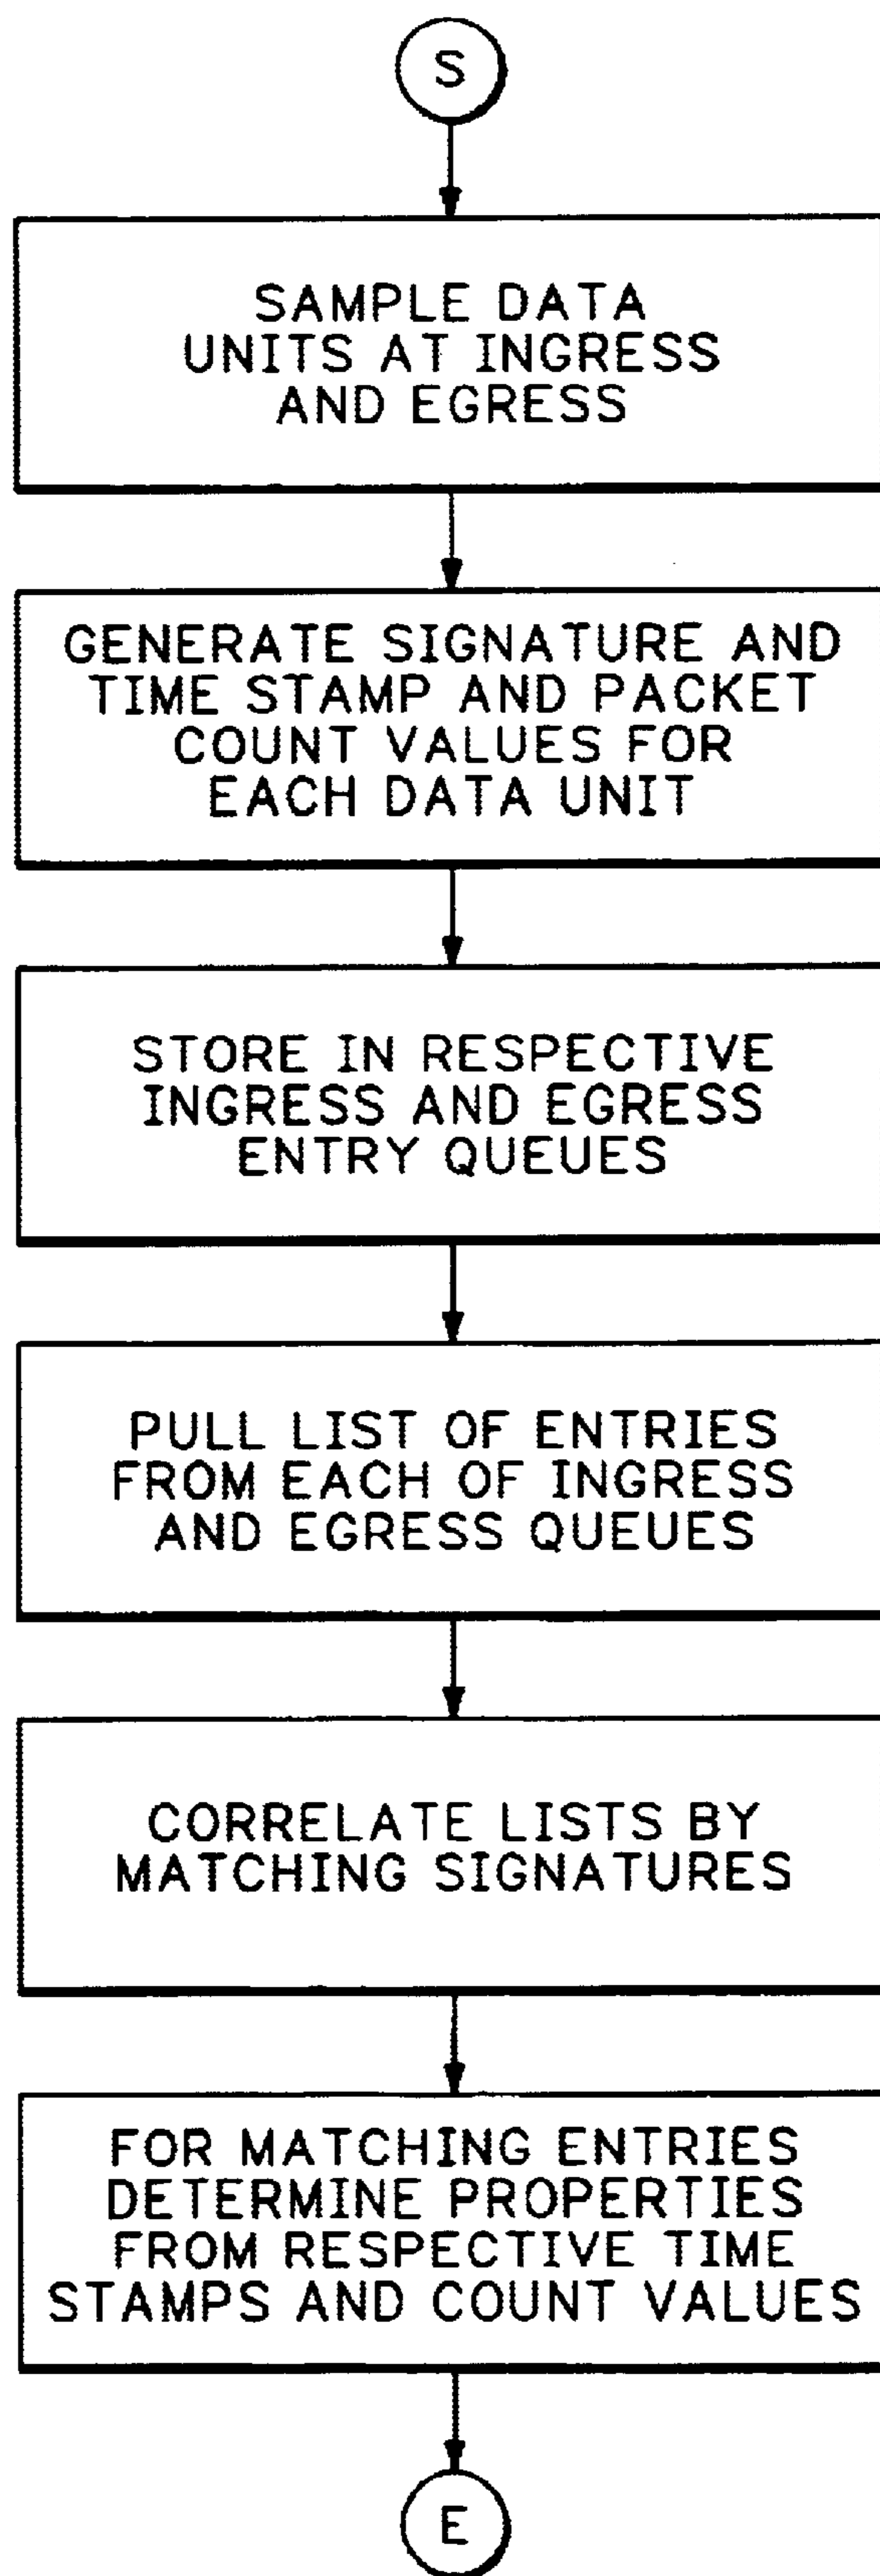 S
SAMPLE DATA
UNITS AT INGRESS
AND EGRESS
GENERATE SIGNATURE AND
TIME STAMP AND PACKET
COUNT VALUES FOR
EACH DATA UNIT
STORE IN RESPECTIVE
INGRESS AND EGRESS
ENTRY QUEUES
PULL LIST OF ENTRIES
FROM EACH OF INGRESS
AND EGRESS QUEUES
CORRELATE LISTS BY
MATCHING SIGNATURES
FOR MATCHING ENTRIES
DETERMINE PROPERTIES
FROM RESPECTIVE TIME
STAMPS AND COUNT VALUES
E